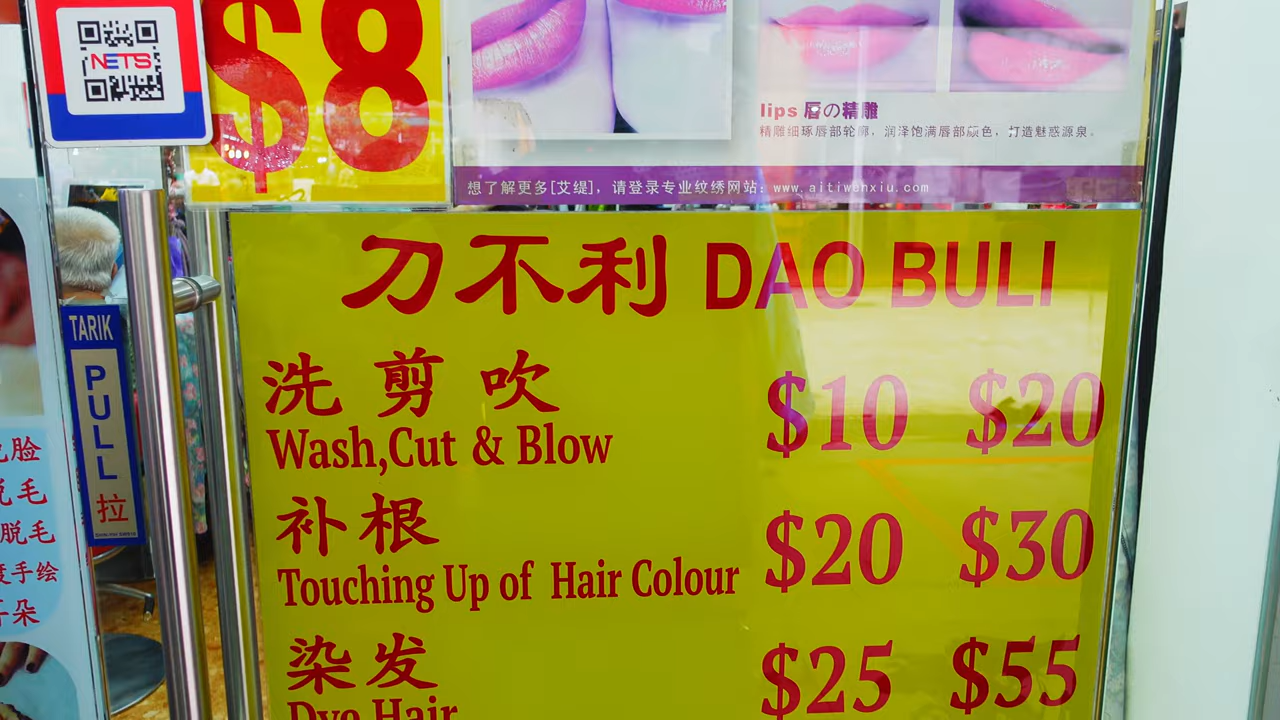 NETS
$8
lips 唇の精雕
精雕细琢唇部轮廓，润泽饱满唇部颜色，打造魅惑源泉。
想了解更多[艾缇]，请登录专业纹绣网站：www.aitiwenxiu.com
刀不利 DAO BULI
洗 剪 吹
Wash,Cut & Blow
$10 $20
补根
Touching Up of Hair Colour
$20 $30
染发
Dye Hair
$25 $55
TARIK
PULL
拉
脸
毛
脱毛
手绘
朵